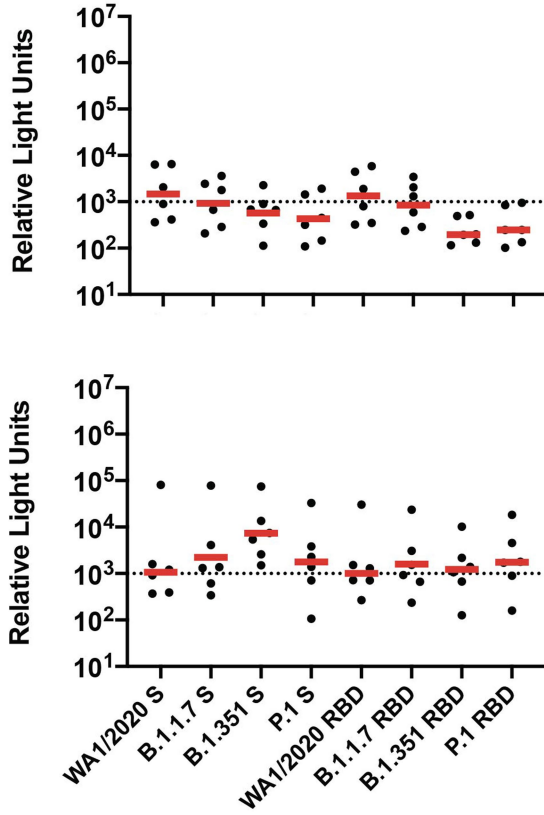 Relative Light Units
10⁷
10⁶
10⁵
10⁴
10³
10²
10¹
Relative Light Units
10⁷
10⁶
10⁵
10⁴
10³
10²
10¹
WA1/2020 S
B.1.1.7 S
B.1.351 S
P.1 S
WA1/2020 RBD
B.1.1.7 RBD
B.1.351 RBD
P.1 RBD